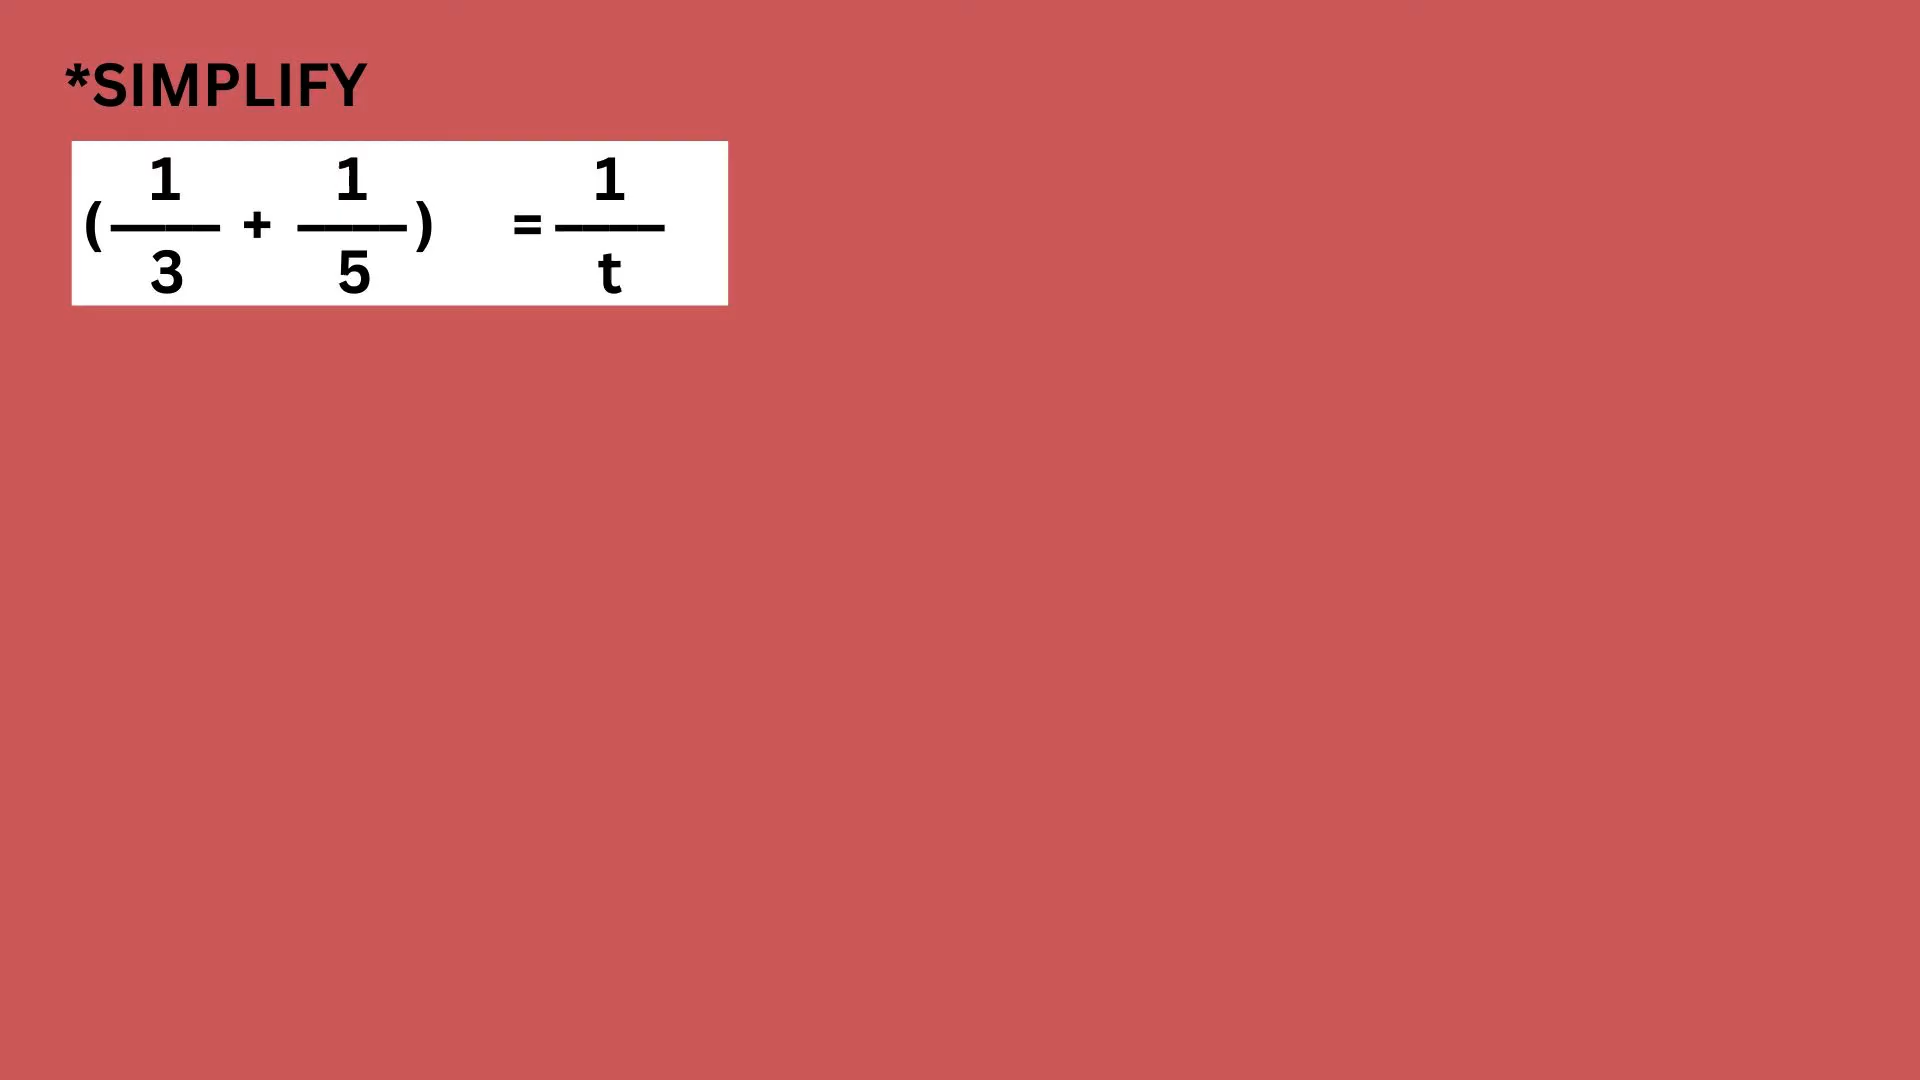 *SIMPLIFY
1 1 1
(———— + ————) =————
3 5 t